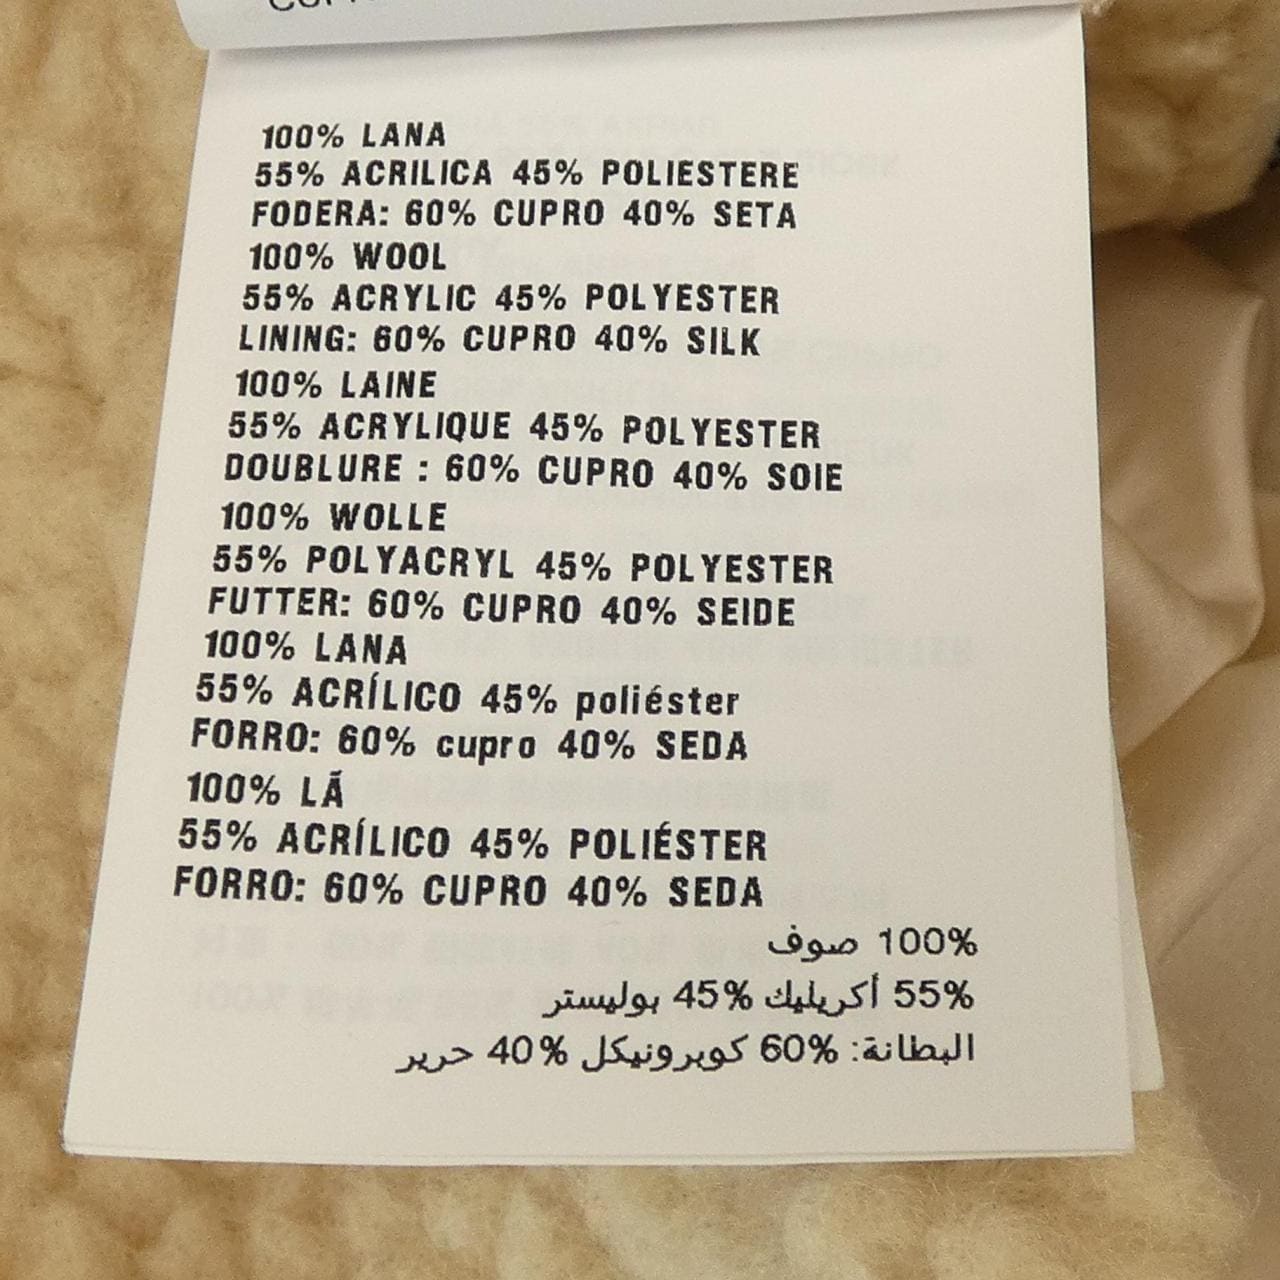 100% LANA
55% ACRILICA 45% POLIESTERE
FODERA: 60% CUPRO 40% SETA
100% WOOL
55% ACRYLIC 45% POLYESTER
LINING: 60% CUPRO 40% SILK
100% LAINE
55% ACRYLIQUE 45% POLYESTER
DOUBLURE : 60% CUPRO 40% SOIE
100% WOLLE
55% POLYACRYL 45% POLYESTER
FUTTER: 60% CUPRO 40% SEIDE
100% LANA
55% ACRÍLICO 45% poliéster
FORRO: 60% cupro 40% SEDA
100% LÃ
55% ACRÍLICO 45% POLIÉSTER
FORRO: 60% CUPRO 40% SEDA
100% صوف
55% أكريليك 45% بوليستر
البطانة: 60% كوبرونيكل 40% حرير